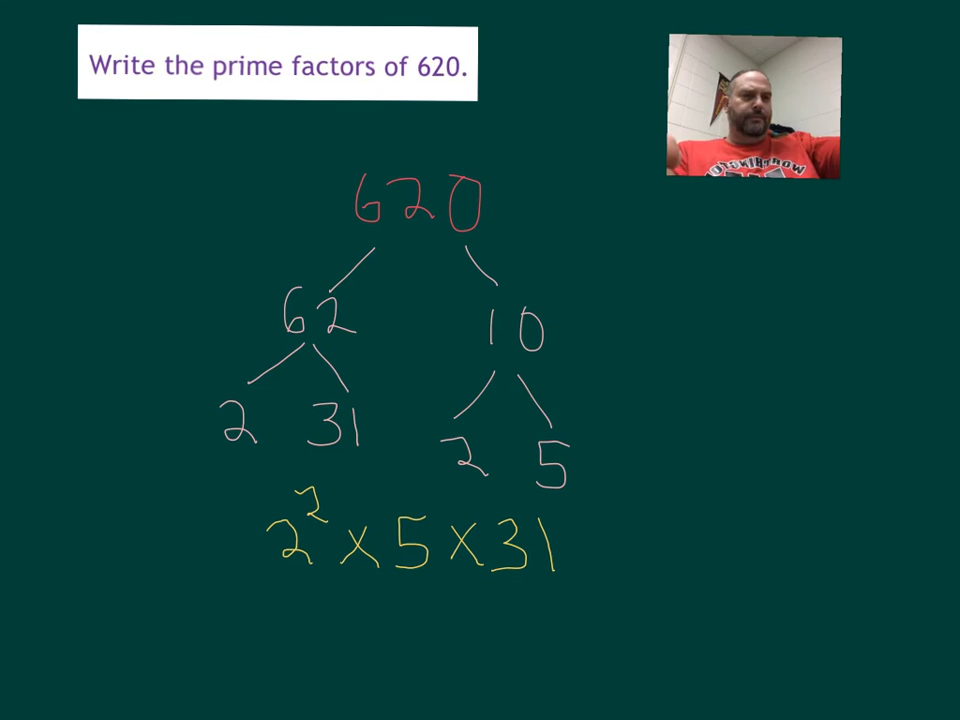 Write the prime factors of 620.
620
62 10
2 31 2 5
2² x 5 x 31